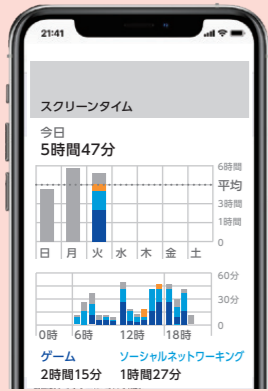 21:41
スクリーンタイム
今日
5時間47分
6時間
平均
3時間
1時間
0
日 月 火 水 木 金 土
60分
30分
0
0時 6時 12時 18時
ゲーム ソーシャルネットワーキング
2時間15分 1時間27分